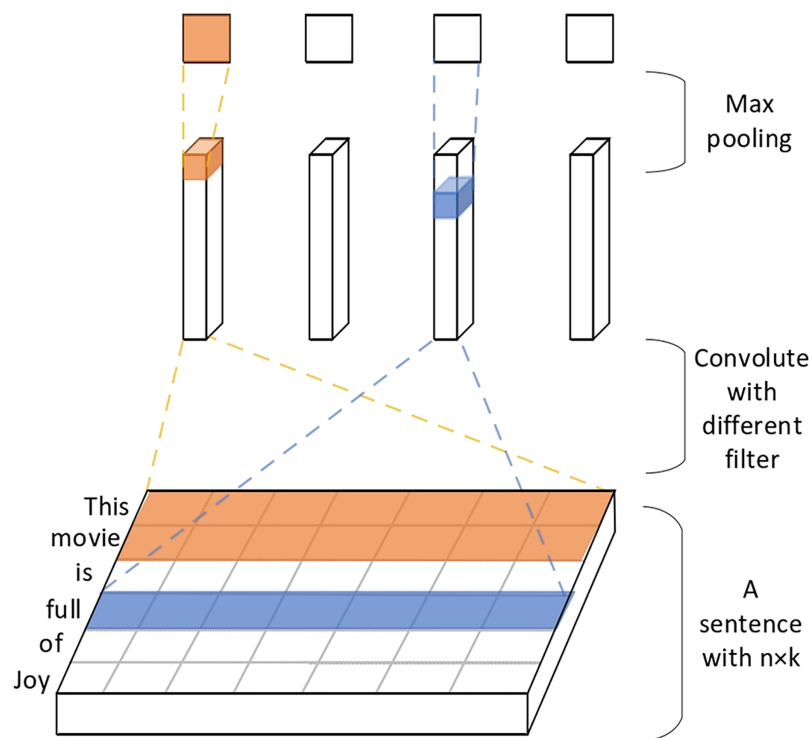 Max
pooling
Convolute
with
different
filter
This
movie
is
full
of
Joy
A
sentence
with n×k